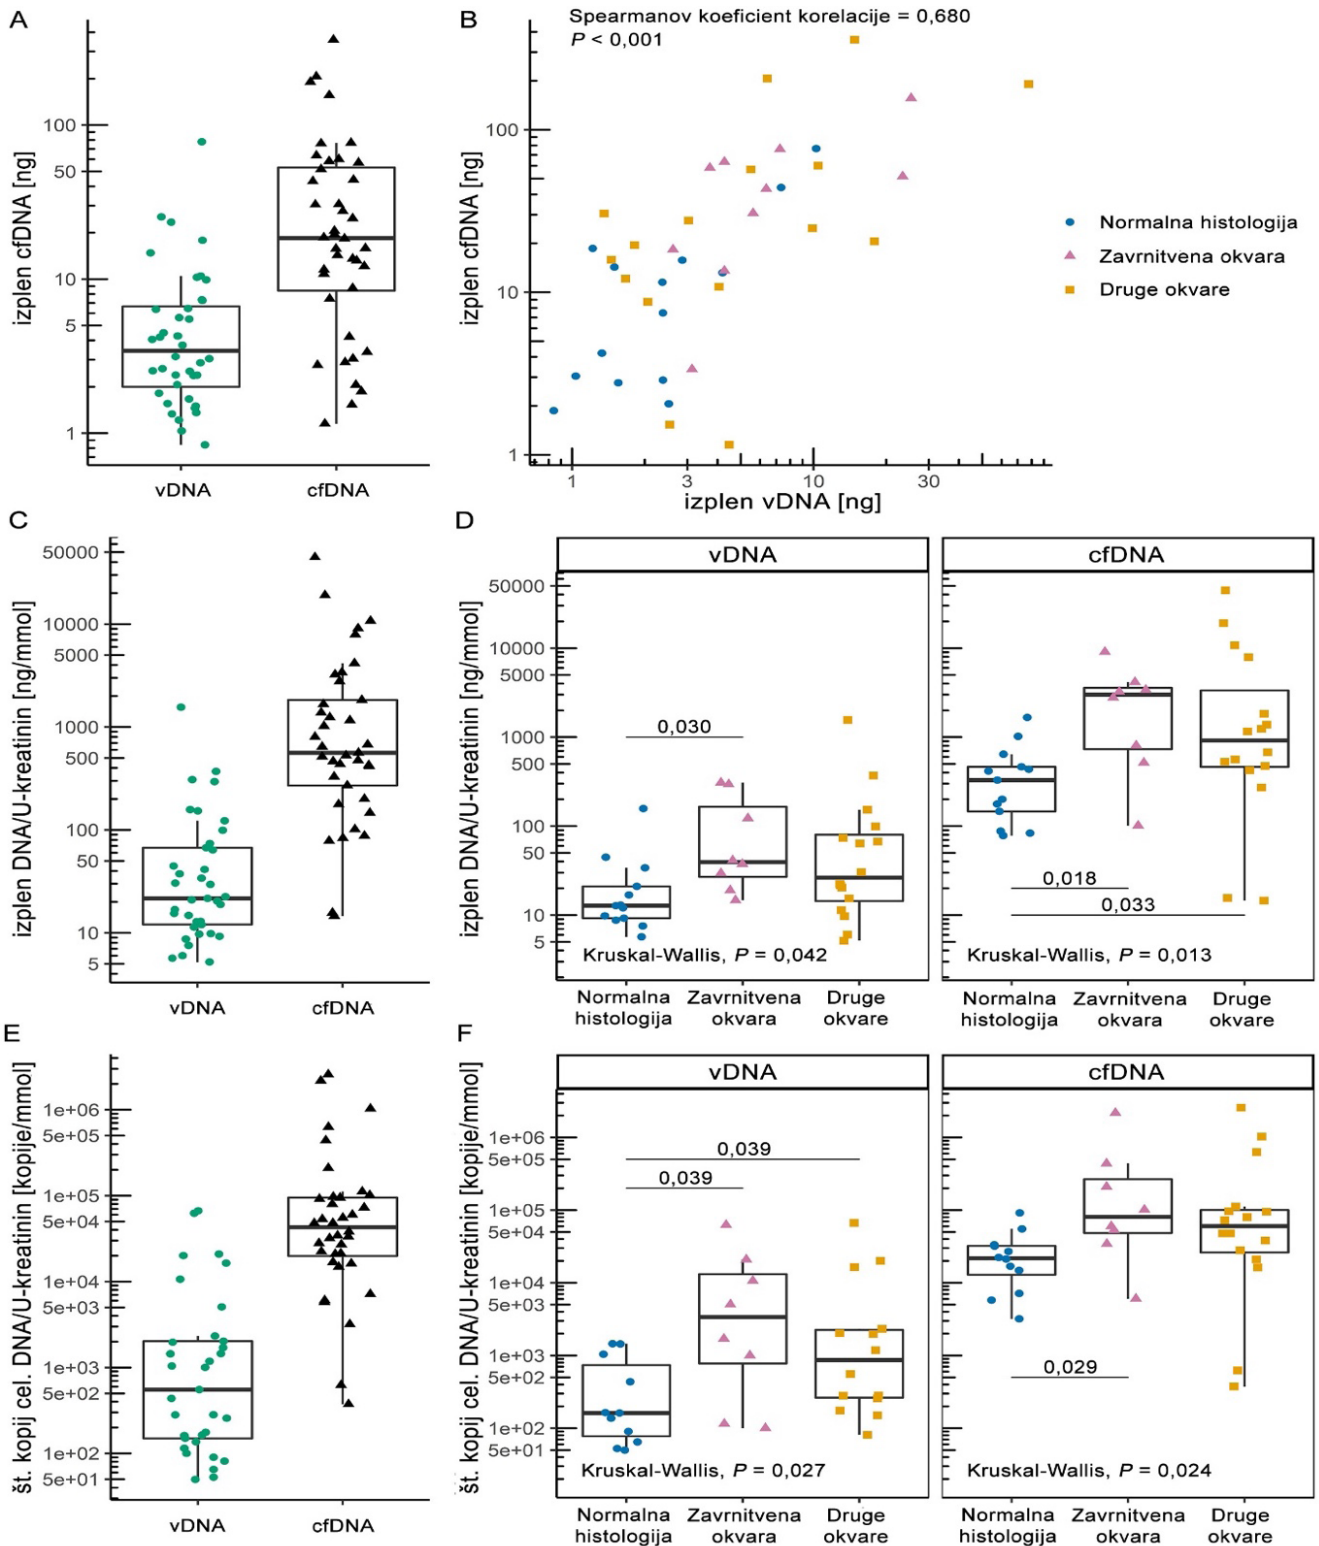 A
izplen cfDNA [ng]
100
50
10
5
1
vDNA
cfDNA
B
Spearmanov koeficient korelacije = 0,680
P < 0,001
izplen cfDNA [ng]
100
10
1
1
3
10
30
izplen vDNA [ng]
Normalna histologija
Zavrnitvena okvara
Druge okvare
C
izplen DNA/U-kreatinin [ng/mmol]
50000
10000
5000
1000
500
100
50
10
5
vDNA
cfDNA
D
izplen DNA/U-kreatinin [ng/mmol]
vDNA
50000
10000
5000
1000
500
100
50
10
5
0,030
Kruskal-Wallis, P = 0,042
Normalna
histologija
Zavrnitvena
okvara
Druge
okvare
cfDNA
0,018
0,033
Kruskal-Wallis, P = 0,013
Normalna
histologija
Zavrnitvena
okvara
Druge
okvare
E
št. kopij cel. DNA/U-kreatinin [kopije/mmol]
1e+06
5e+05
1e+05
5e+04
1e+04
5e+03
1e+03
5e+02
1e+02
5e+01
vDNA
cfDNA
F
št. kopij cel. DNA/U-kreatinin [kopije/mmol]
vDNA
1e+06
5e+05
1e+05
5e+04
1e+04
5e+03
1e+03
5e+02
1e+02
5e+01
0,039
0,039
Kruskal-Wallis, P = 0,027
Normalna
histologija
Zavrnitvena
okvara
Druge
okvare
cfDNA
0,029
Kruskal-Wallis, P = 0,024
Normalna
histologija
Zavrnitvena
okvara
Druge
okvare